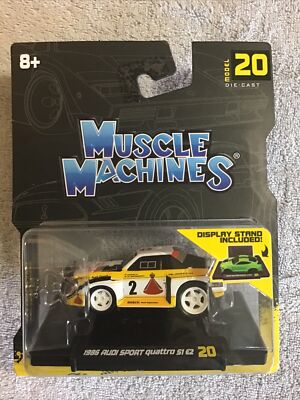 8+
MODEL 20
DIE-CAST
MUSCLE
MACHINES®
DISPLAY STAND
INCLUDED!
2
1986 AUDI SPORT quattro S1 E2 20